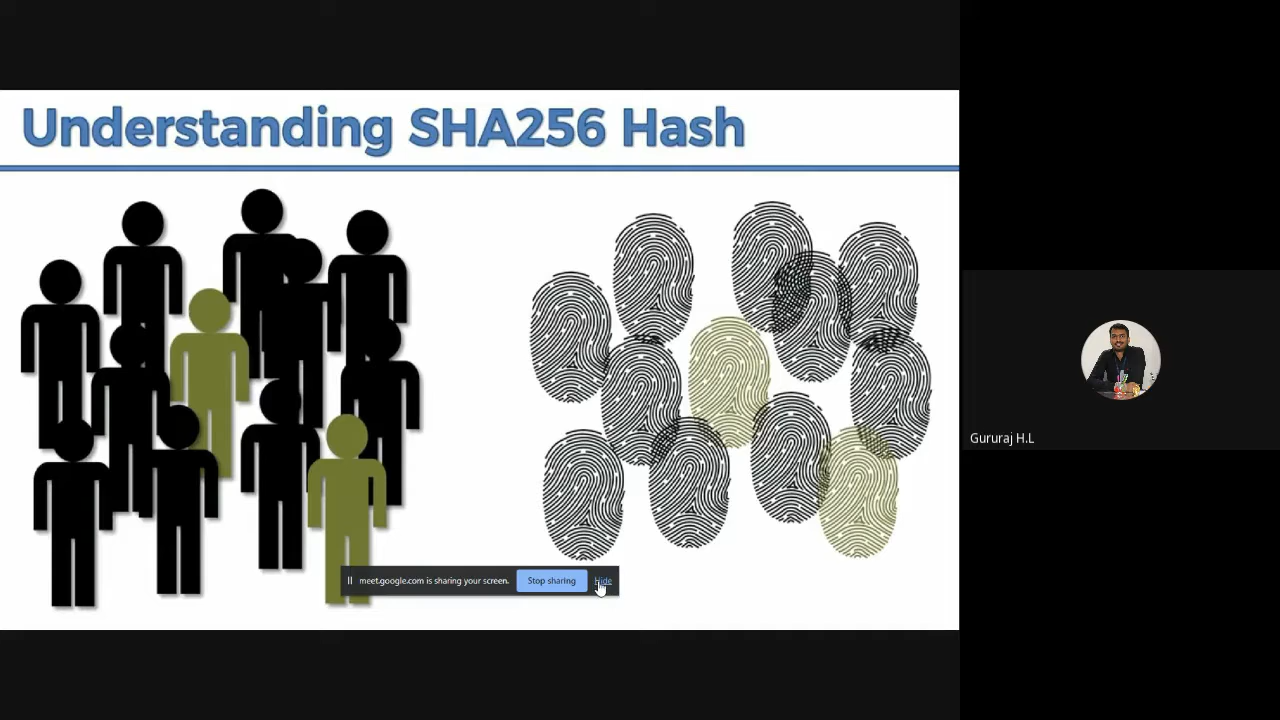 Understanding SHA256 Hash
meet.google.com is sharing your screen. Stop sharing Hide
Gururaj H.L